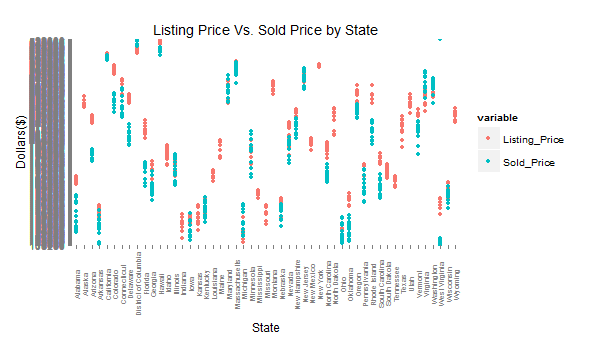 Listing Price Vs. Sold Price by State
Dollars($)
variable
Listing_Price
Sold_Price
Alabama
Alaska
Arizona
Arkansas
California
Colorado
Connecticut
Delaware
District of Columbia
Florida
Georgia
Hawaii
Idaho
Illinois
Indiana
Iowa
Kansas
Kentucky
Louisiana
Maine
Maryland
Massachusetts
Michigan
Minnesota
Mississippi
Missouri
Montana
Nebraska
Nevada
New Hampshire
New Jersey
New Mexico
New York
North Carolina
North Dakota
Ohio
Oklahoma
Oregon
Pennsylvania
Rhode Island
South Carolina
South Dakota
Tennessee
Texas
Utah
Vermont
Virginia
Washington
West Virginia
Wisconsin
Wyoming
State